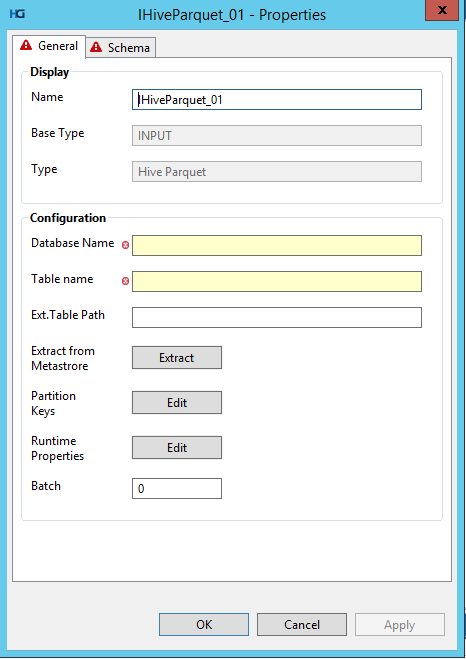 HG IHiveParquet_01 - Properties x
General Schema
Display
Name IHiveParquet_01
Base Type INPUT
Type Hive Parquet
Configuration
Database Name
Table name
Ext.Table Path
Extract from
Metastrore
Extract
Partition
Keys
Edit
Runtime
Properties
Edit
Batch 0
OK Cancel Apply